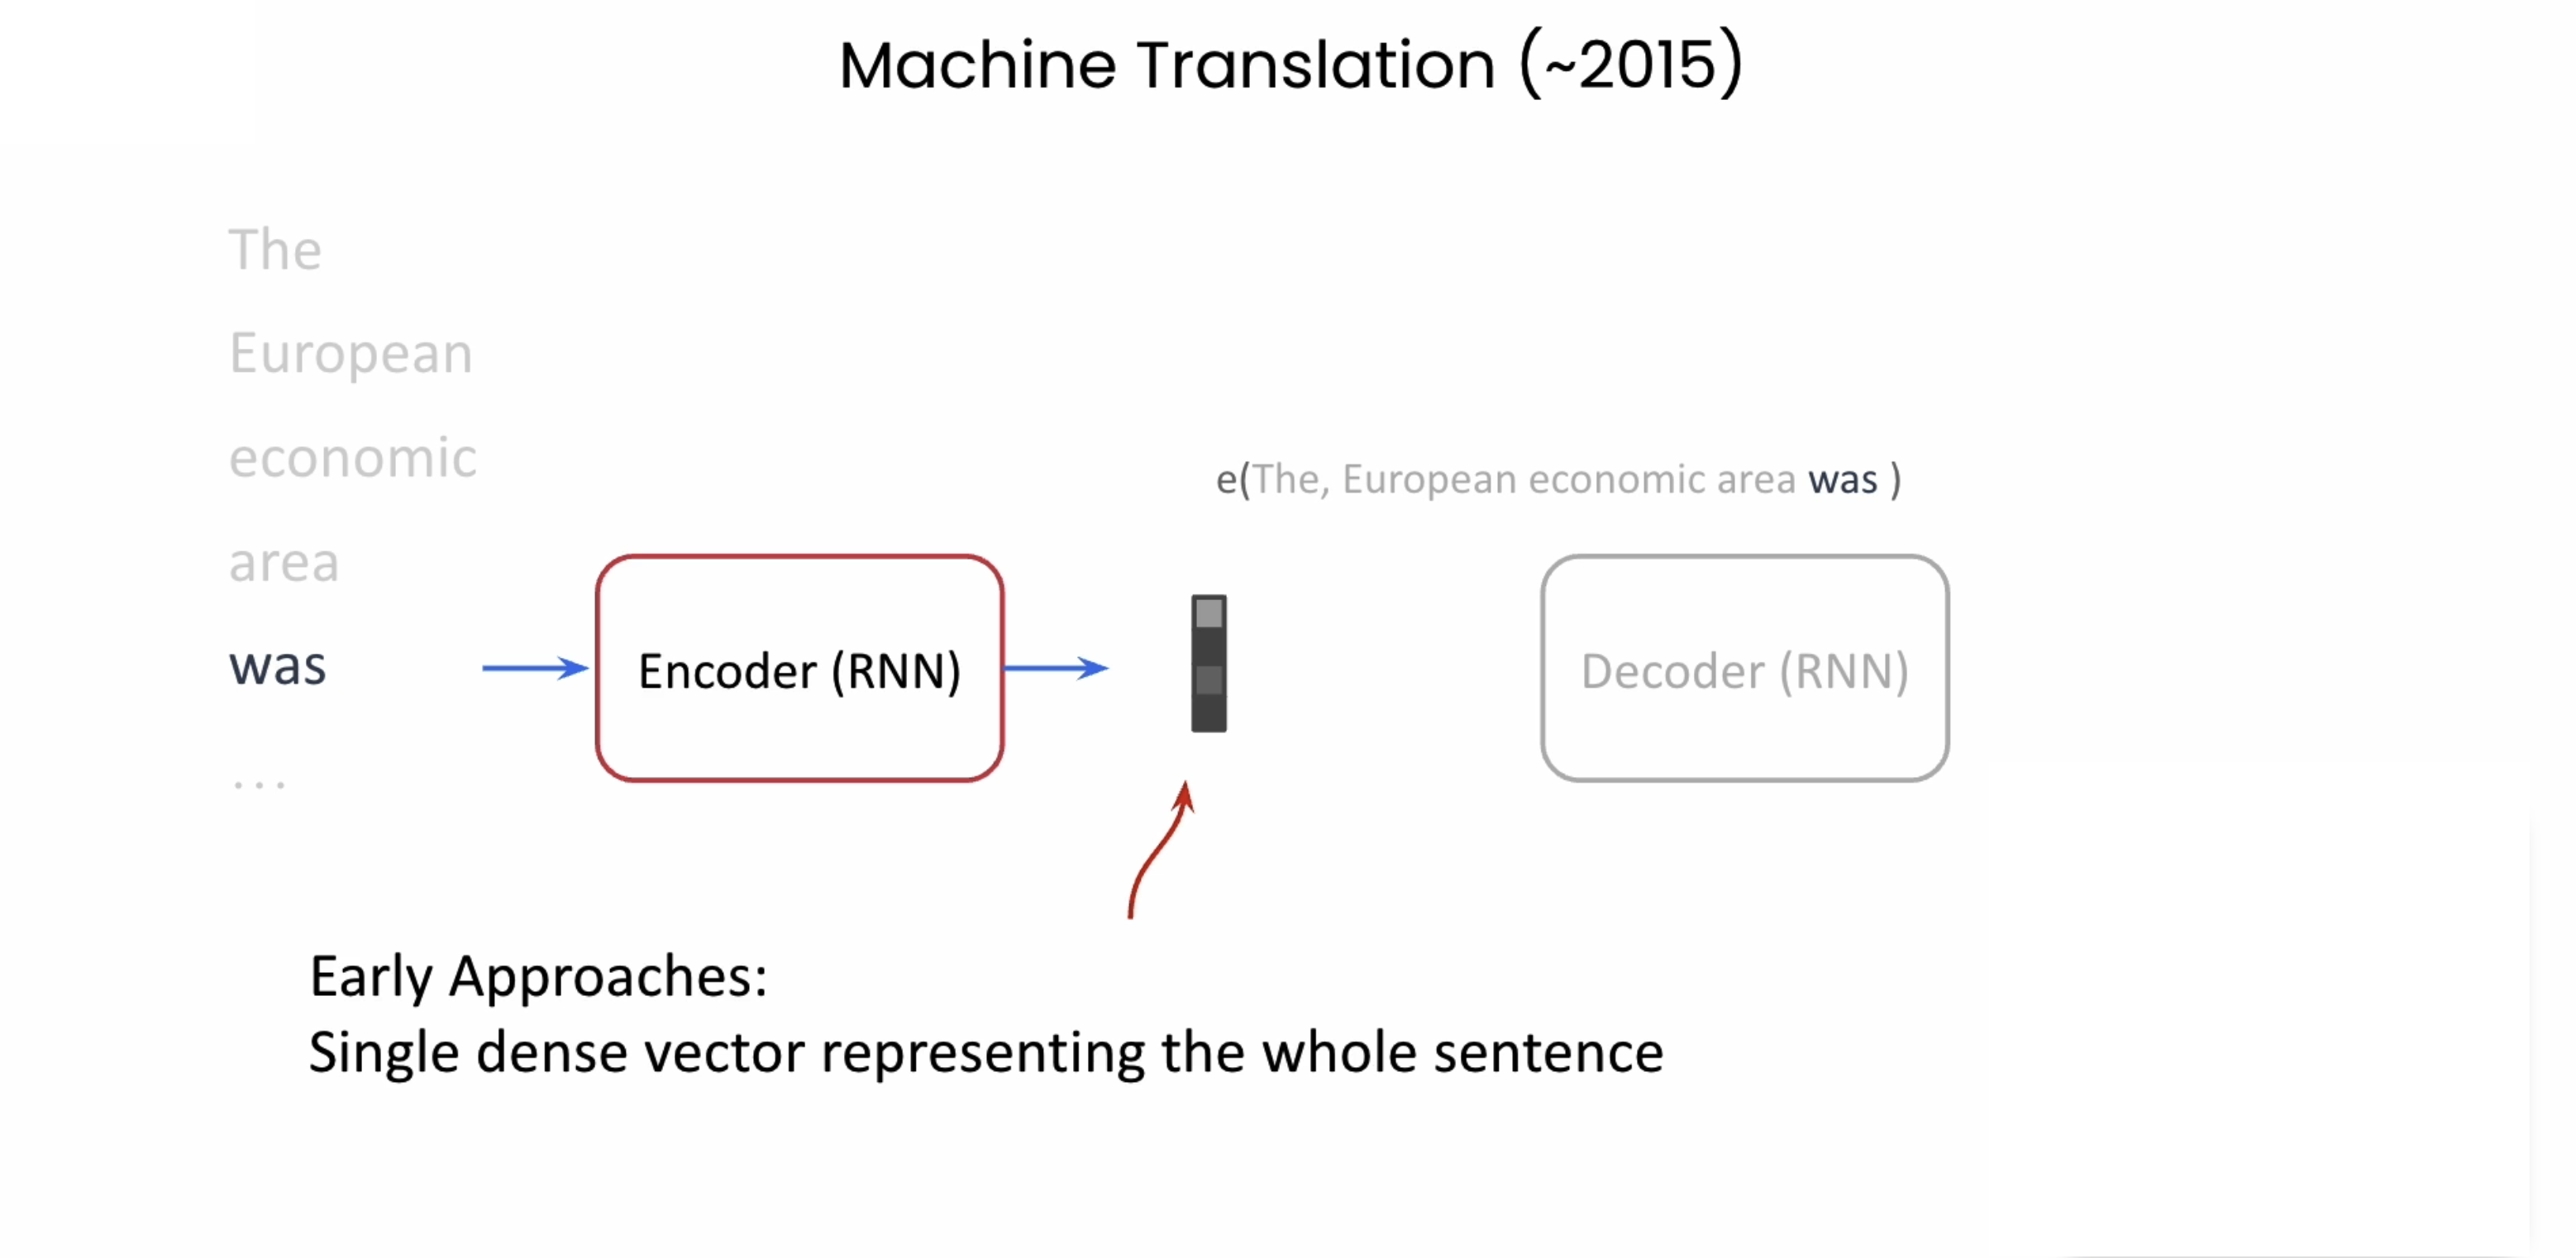 Machine Translation (~2015)
The
European
economic
e(The, European economic area was )
area
was
Encoder (RNN)
Decoder (RNN)
...
Early Approaches:
Single dense vector representing the whole sentence